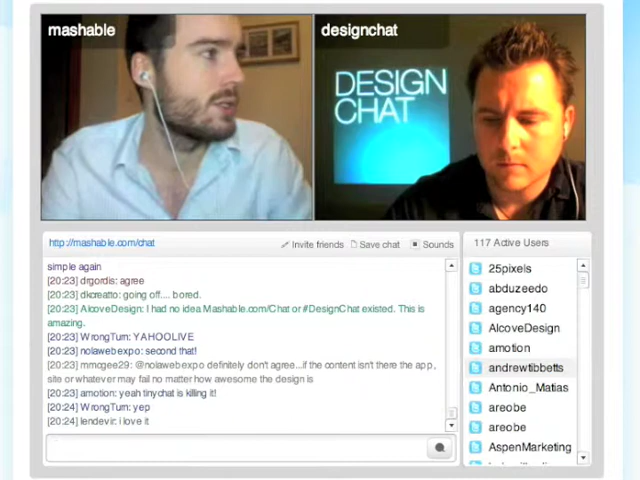 mashable
designchat
DESIGN
CHAT
http://mashable.com/chat
Invite friends
Save chat
Sounds
117 Active Users
simple again
[20:23] drgordis: agree
[20:23] dkcreatto: going off.... bored.
[20:23] AlcoveDesign: I had no idea Mashable.com/Chat or #DesignChat existed. This is
amazing.
[20:23] WrongTurn: YAHOOLIVE
[20:23] nolawebexpo: second that!
[20:23] mmcgee29: @nolawebexpo definitely don't agree...if the content isn't there the app,
site or whatever may fail no matter how awesome the design is
[20:23] amotion: yeah tinychat is killing it!
[20:24] WrongTurn: yep
[20:24] lendevir: i love it
25pixels
abduzeedo
agency140
AlcoveDesign
amotion
andrewtibbetts
Antonio_Matias
areobe
areobe
AspenMarketing